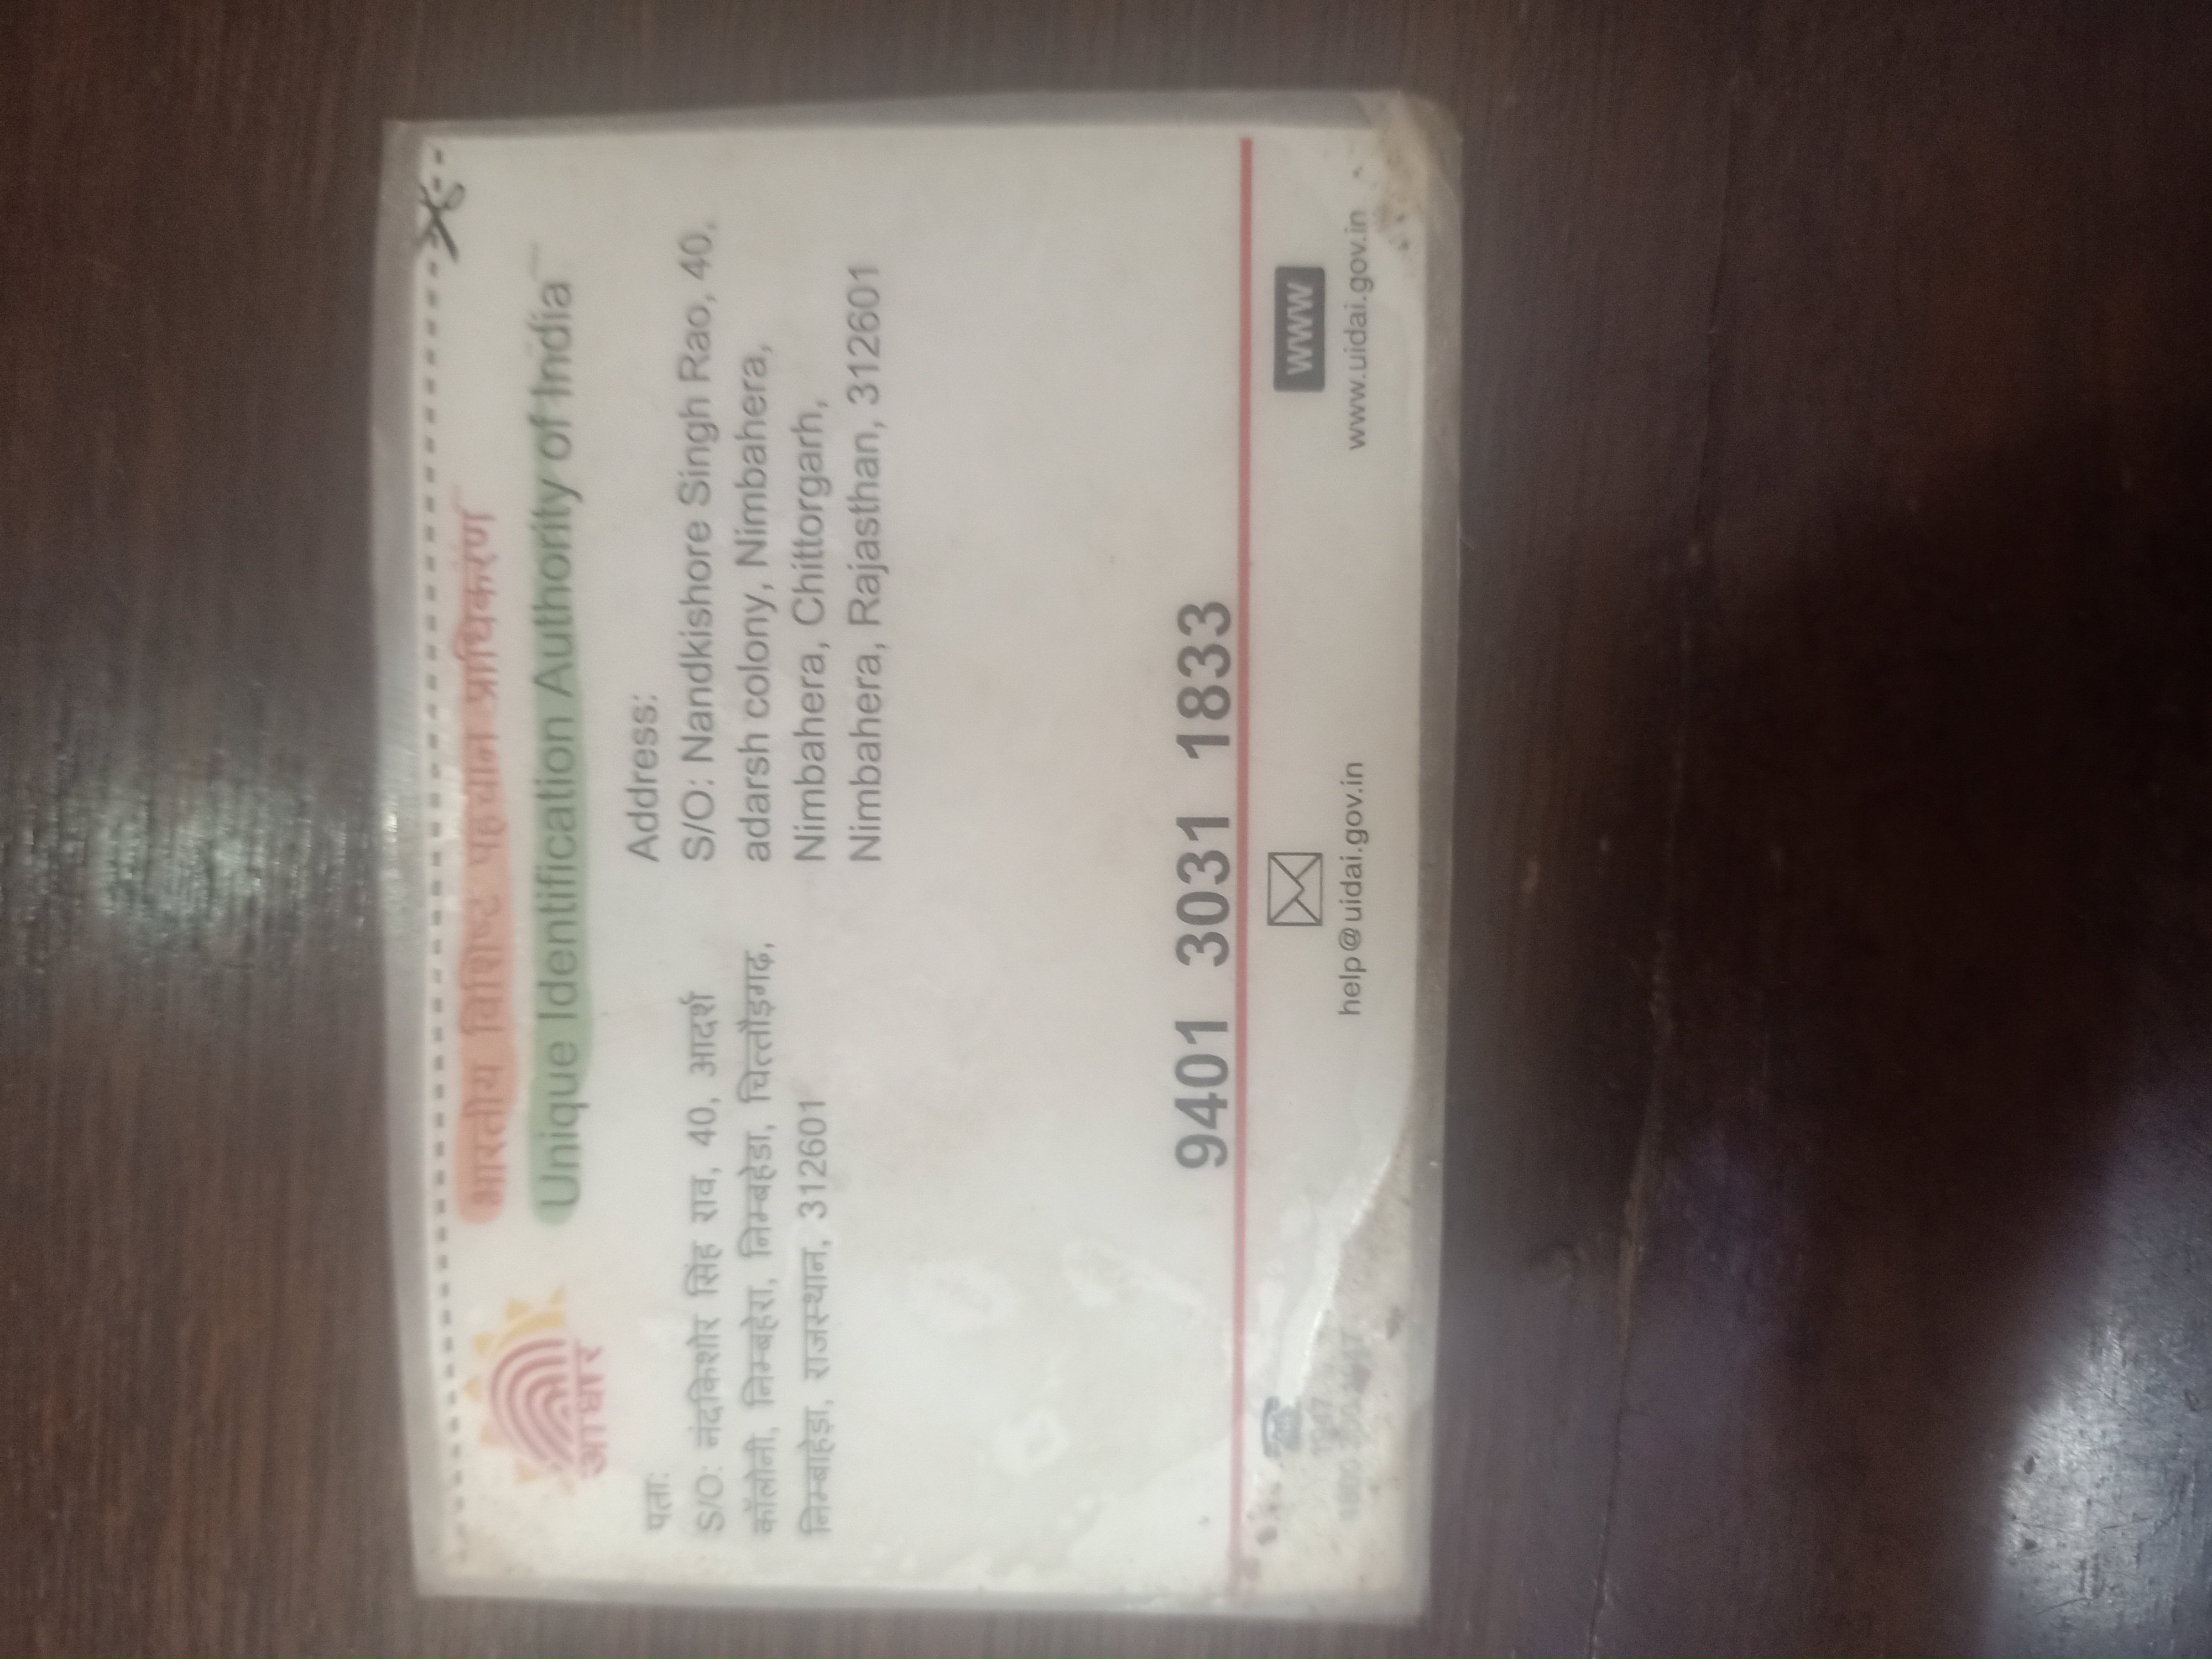 भारतीय विशिष्ट पहचान प्राधिकरण
Unique Identification Authority of India
आधार
पता:
S/O: नंदकिशोर सिंह राव, 40, आदर्श
कॉलोनी, निम्बहेरा, निम्बहेडा, चित्तौड़गढ़,
निम्बाहेड़ा, राजस्थान, 312601
Address:
S/O: Nandkishore Singh Rao, 40,
adarsh colony, Nimbahera,
Nimbahera, Chittorgarh,
Nimbahera, Rajasthan, 312601
9401 3031 1833
1947
help@uidai.gov.in
WWW
www.uidai.gov.in